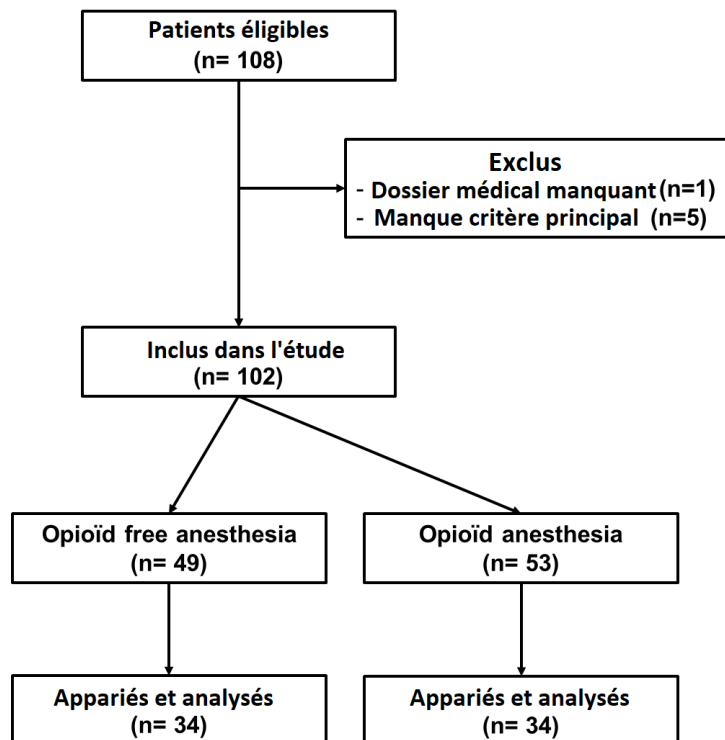 Patients éligibles
(n= 108)
Exclus
- Dossier médical manquant (n=1)
- Manque critère principal (n=5)
Inclus dans l'étude
(n= 102)
Opioïd free anesthesia
(n= 49)
Opioïd anesthesia
(n= 53)
Appariés et analysés
(n= 34)
Appariés et analysés
(n= 34)